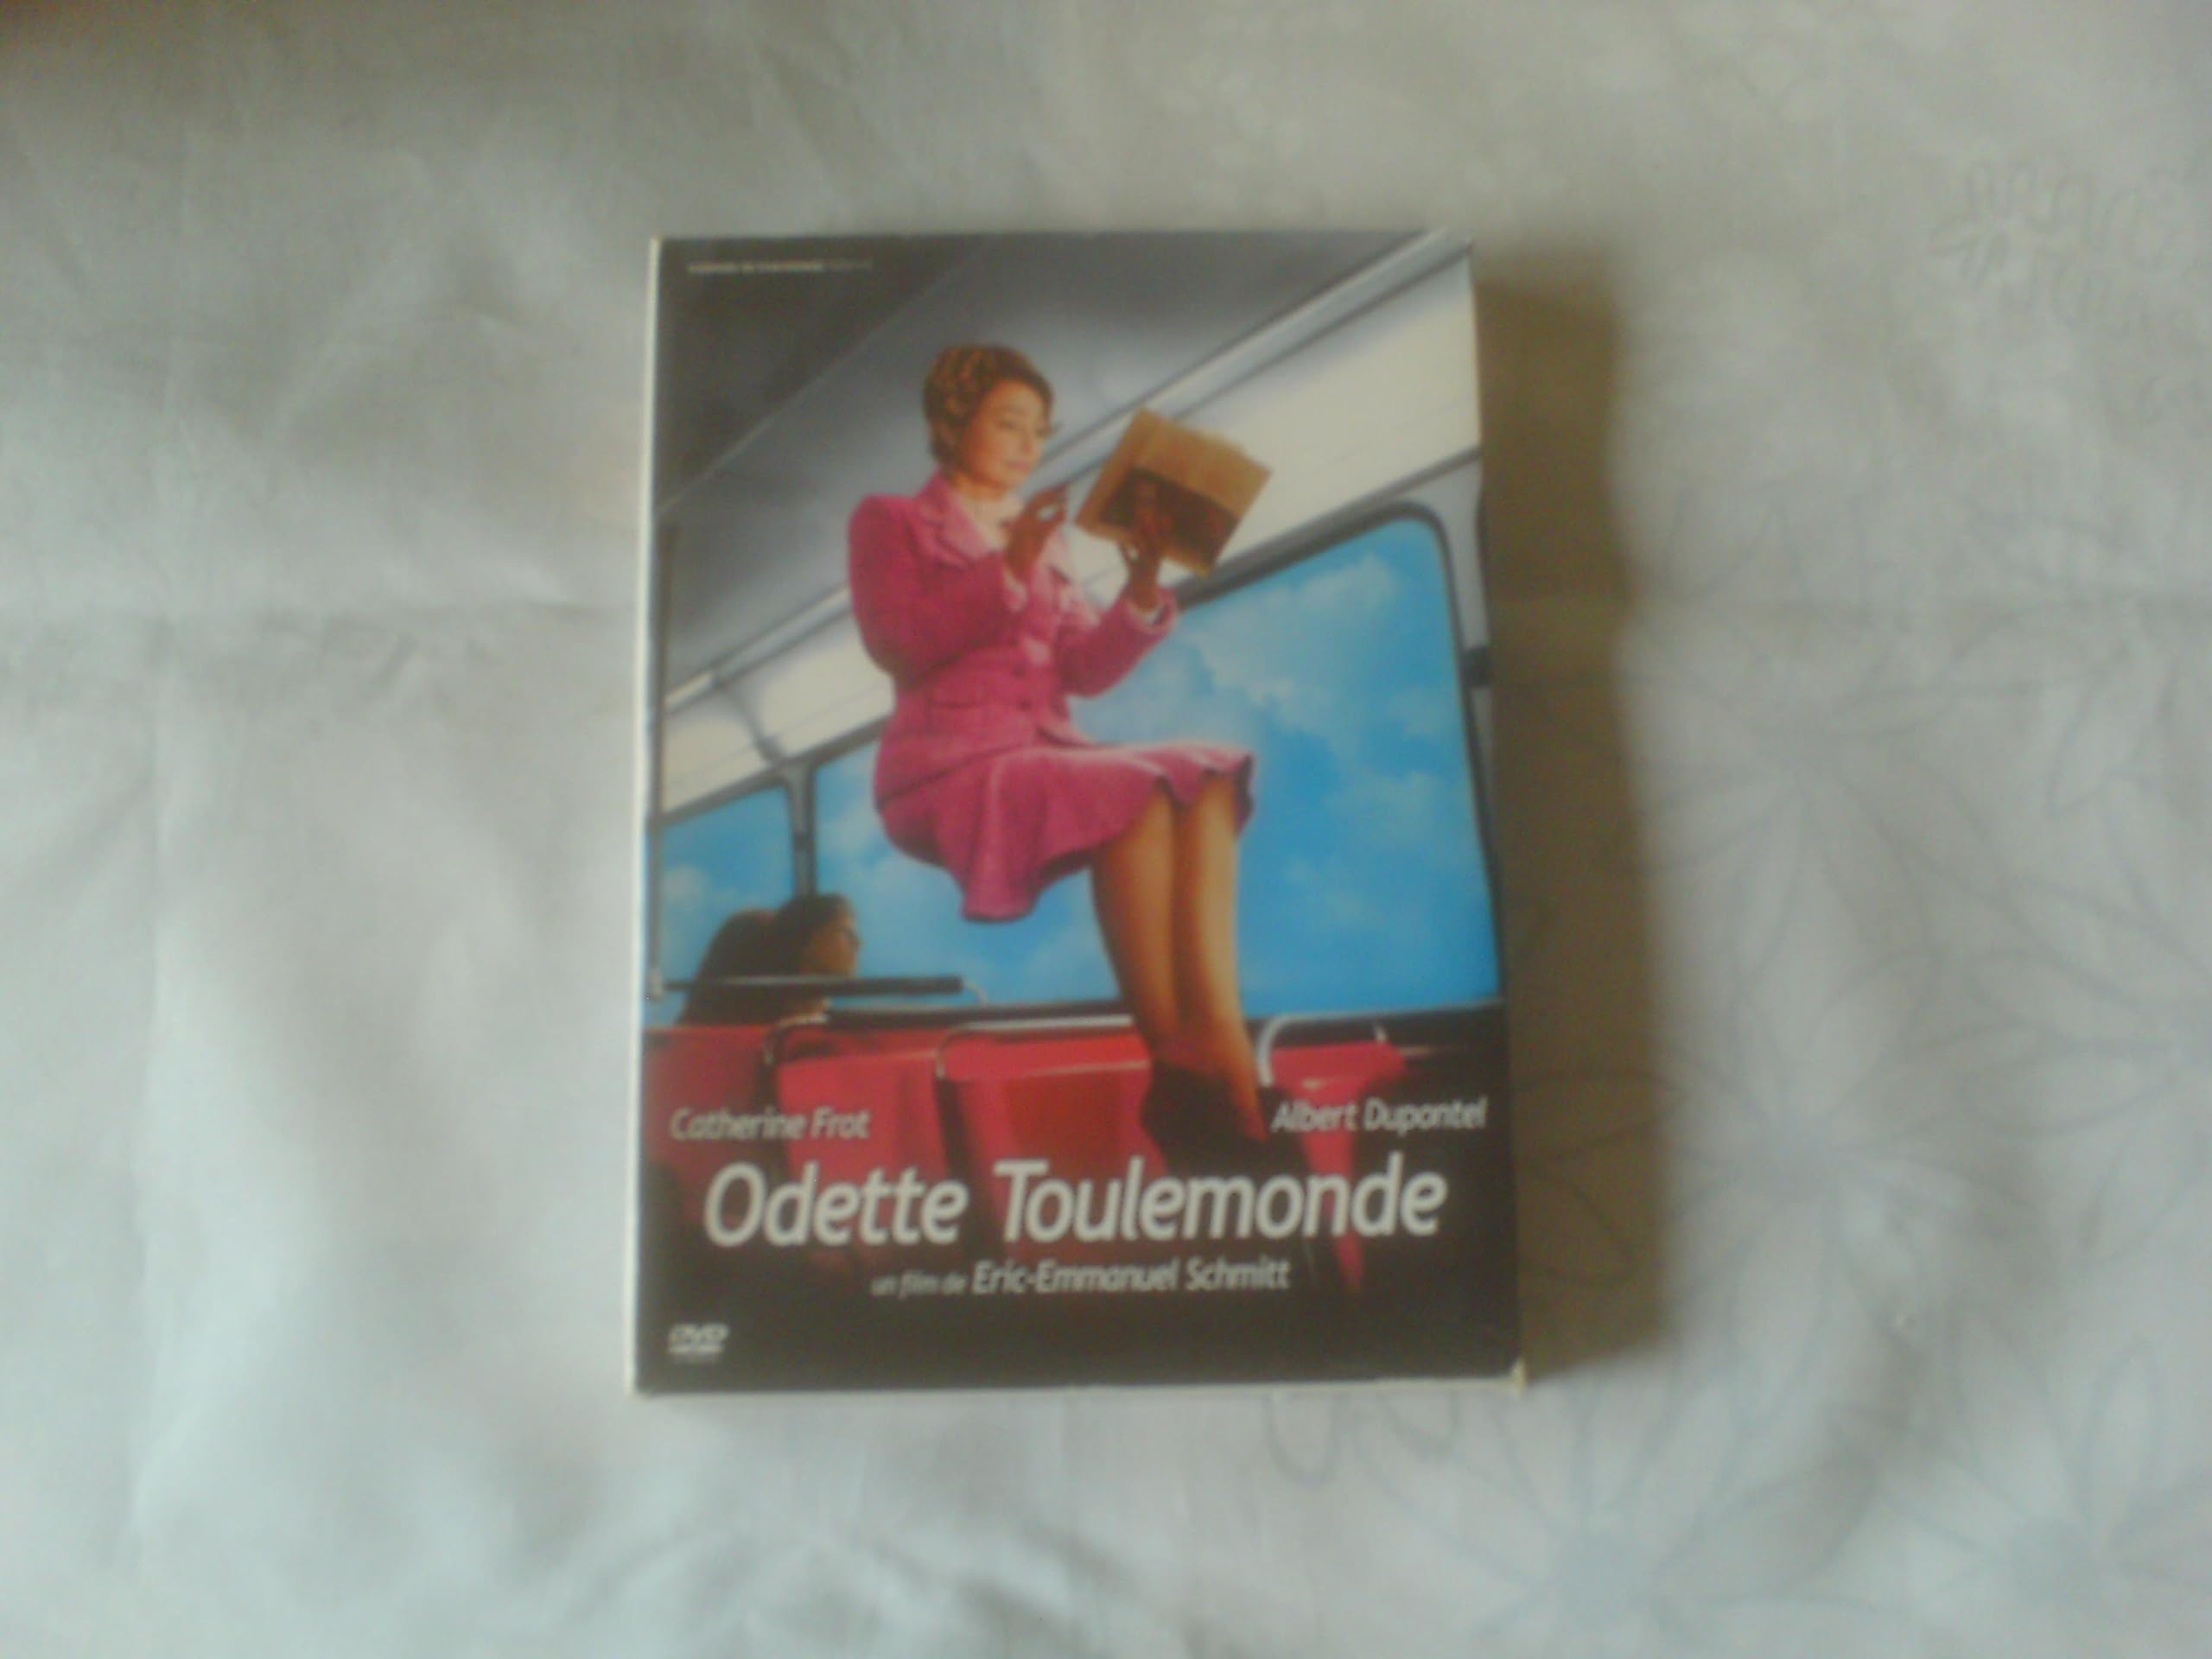 Catherine Frot
Albert Dupontel
Odette Toulemonde
un film de Eric-Emmanuel Schmitt
DVD